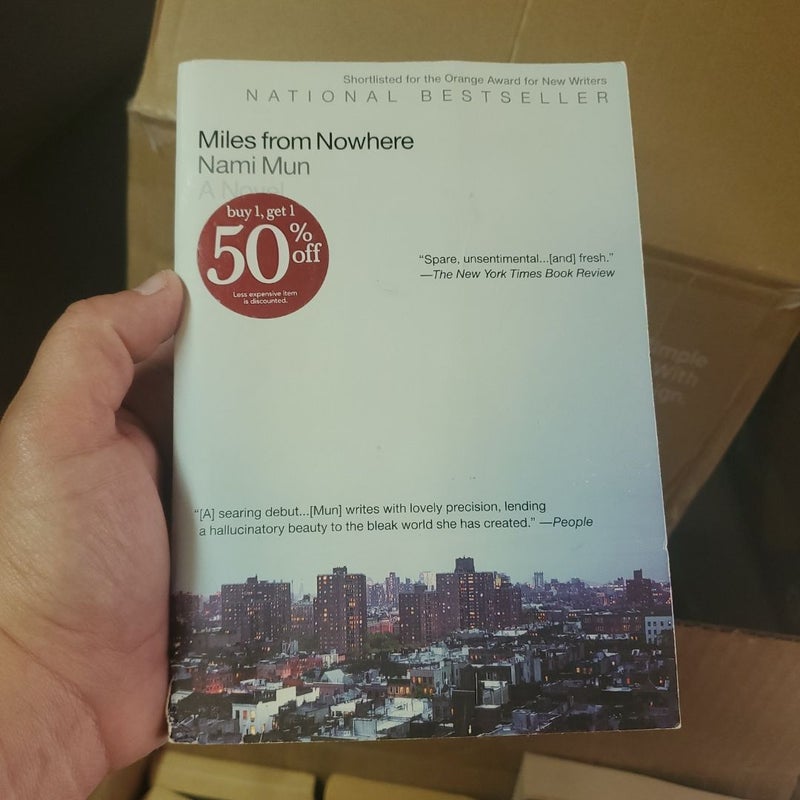 Shortlisted for the Orange Award for New Writers
NATIONAL BESTSELLER
Miles from Nowhere
Nami Mun
A Novel
buy 1, get 1
50% off
Less expensive item
is discounted.
“Spare, unsentimental...[and] fresh.”
—The New York Times Book Review
“[A] searing debut...[Mun] writes with lovely precision, lending
a hallucinatory beauty to the bleak world she has created.” —People
With